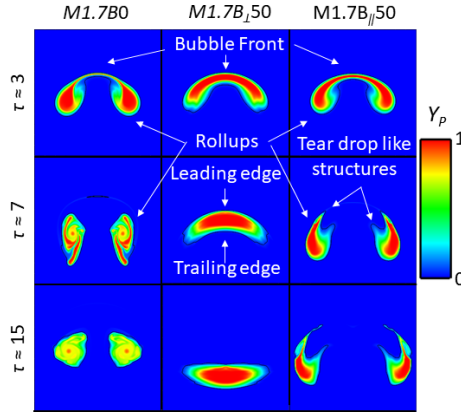 M1.7B0 M1.7B⊥50 M1.7B∥50
τ ≈ 3
Bubble Front
Rollups
Tear drop like
structures
Y_P
1
0
τ ≈ 7
Leading edge
Trailing edge
τ ≈ 15